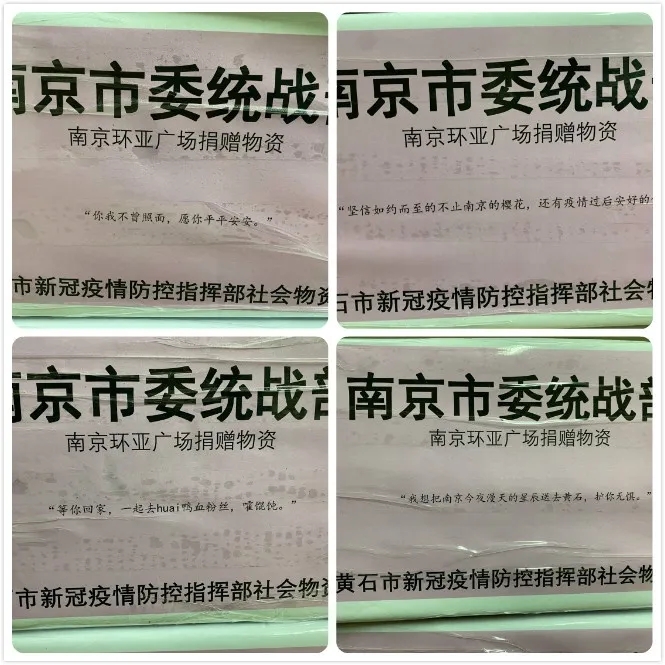 南京市委统战部
南京环亚广场捐赠物资
“你我不曾照面，愿你平平安安。”
市新冠疫情防控指挥部社会物资
南京市委统战
南京环亚广场捐赠物资
“坚信如约而至的不止南京的樱花，还有疫情过后安好的
石市新冠疫情防控指挥部社会物
南京市委统战部
南京环亚广场捐赠物资
“等你回家，一起去huai鸭血粉丝，嚯馄饨。”
市新冠疫情防控指挥部社会物资
南京市委统战部
南京环亚广场捐赠物资
“我想把南京今夜漫天的星辰送去黄石，护你无惧。”
黄石市新冠疫情防控指挥部社会物